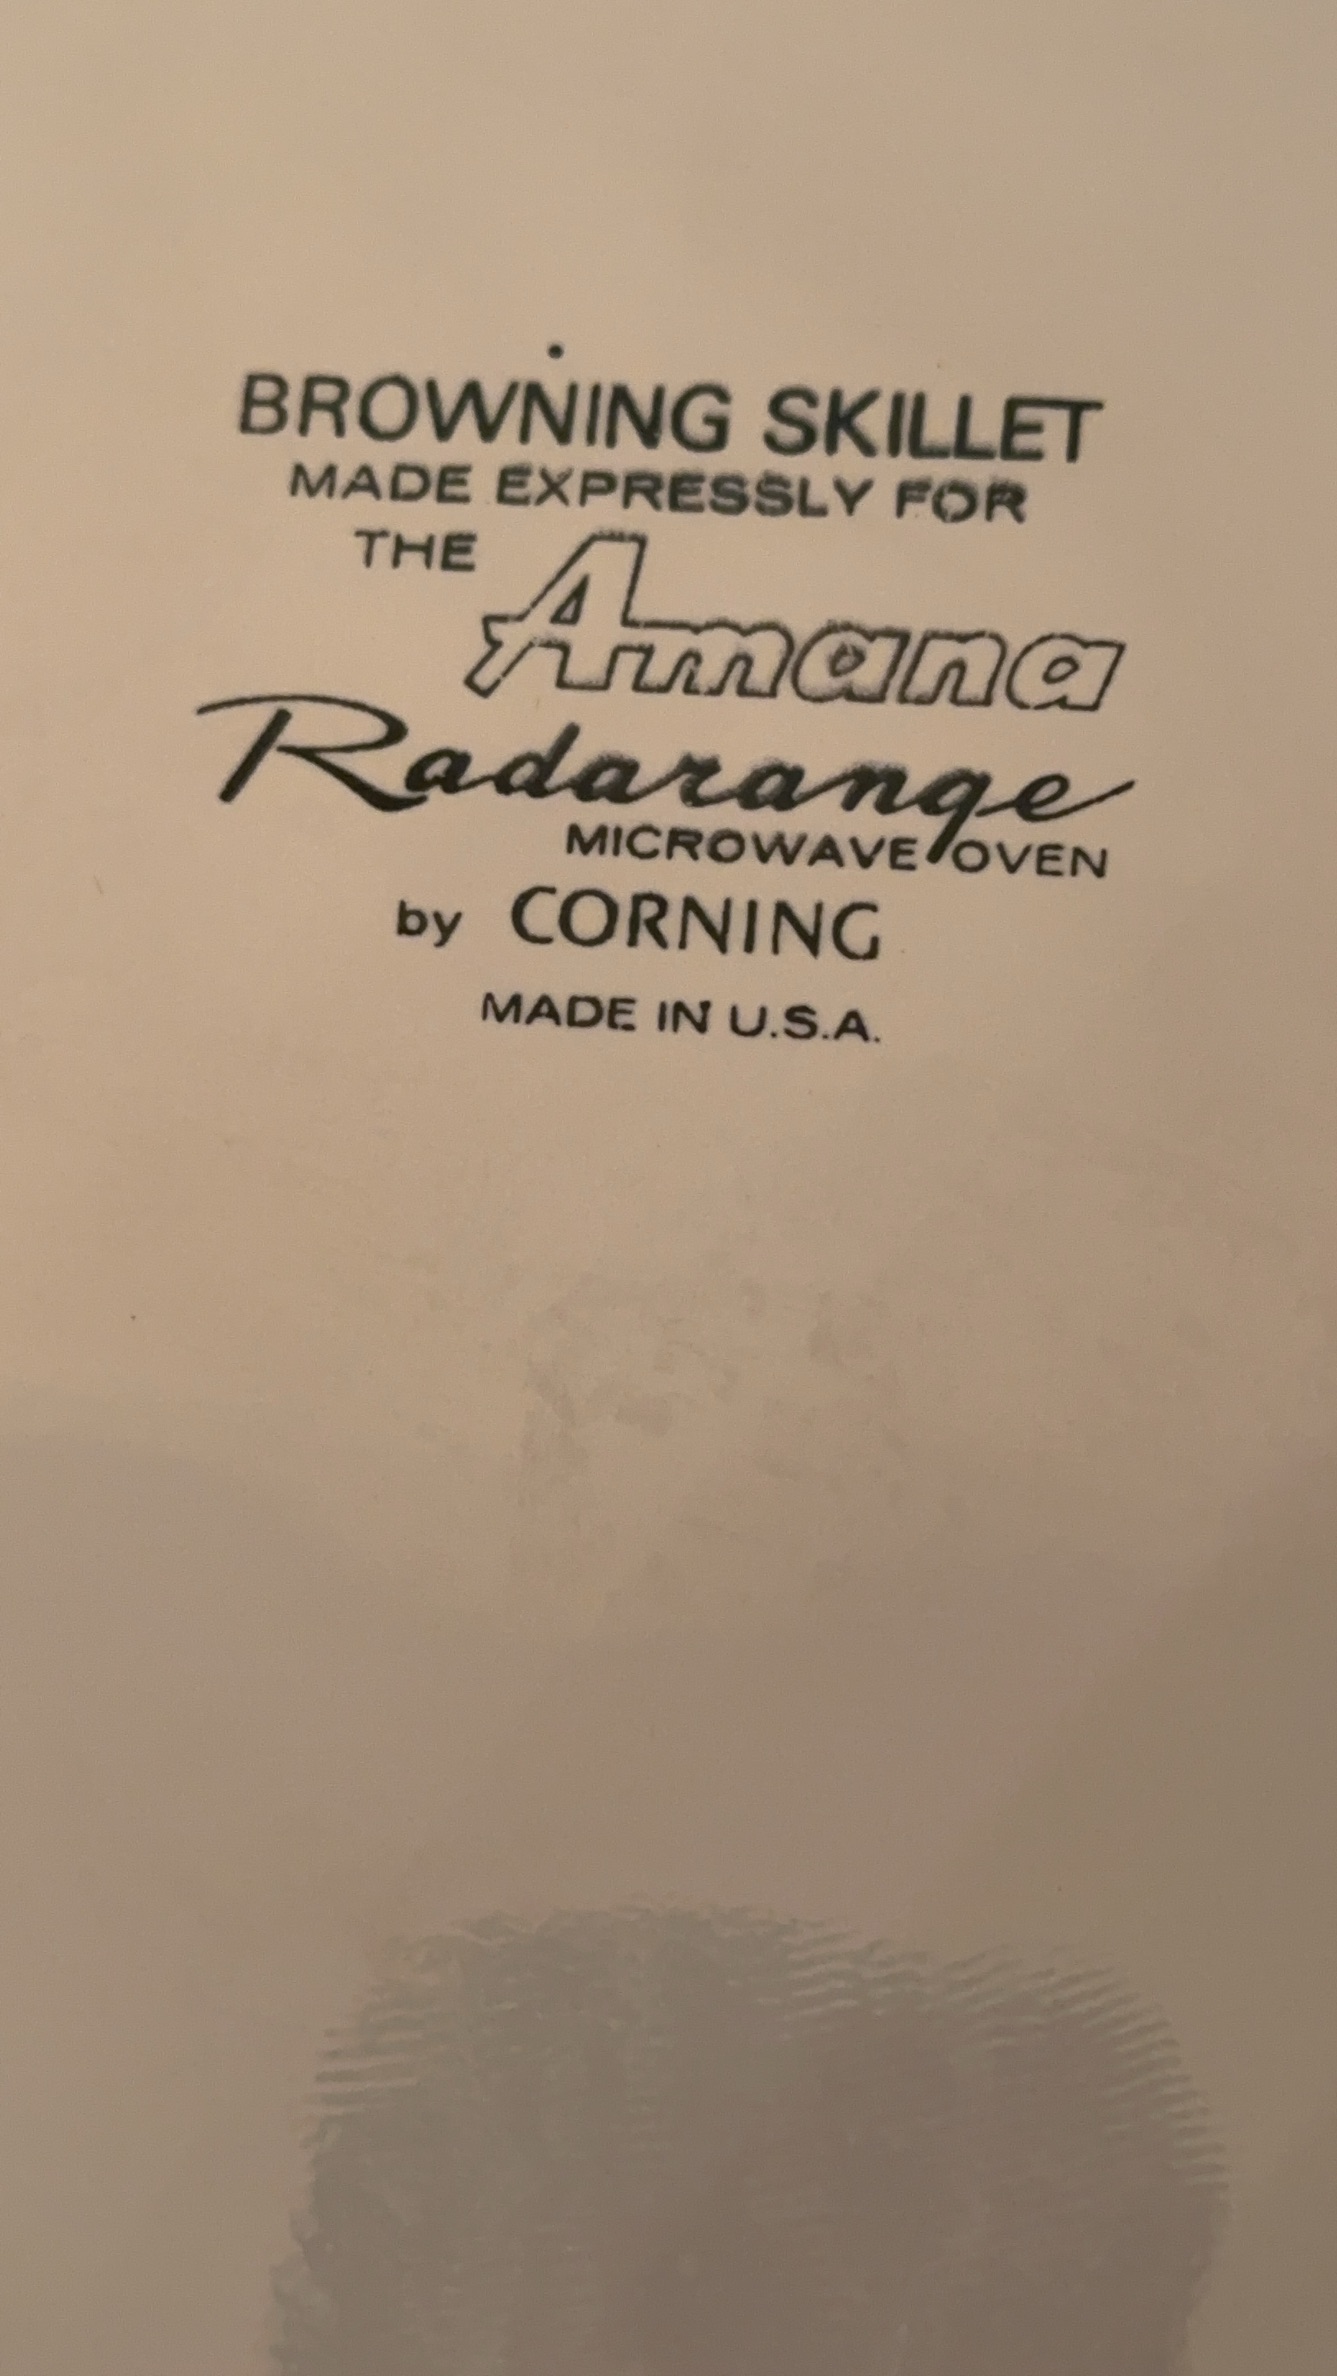 BROWNING SKILLET
MADE EXPRESSLY FOR
THE Amana
Radarange
MICROWAVE OVEN
by CORNING
MADE IN U.S.A.